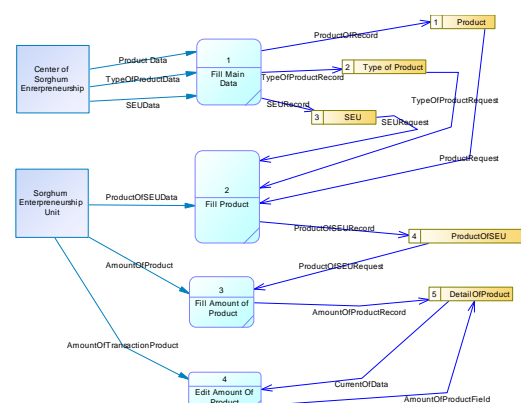 1 Product
ProductOfRecord
Product Data
1
Fill Main
Data
Center of
Sorghum
Enrerpreneurship
TypeOfProductData
TypeOfProductRecord
2 Type of Product
SEUData
SEURecord
TypeOfProductRequest
3 SEU
SEURequest
ProductRequest
2
Fill Product
Sorghum
Enterpreneurship
Unit
ProductOfSEUData
ProductOfSEURecord
4 ProductOfSEU
ProductOfSEURequest
AmountOfProduct
3
Fill Amount of
Product
5 DetailOfProduct
AmountOfProductRecord
AmountOfTransactionProduct
4
Edit Amount Of
Product
CurrentOfData
AmountOfProductField